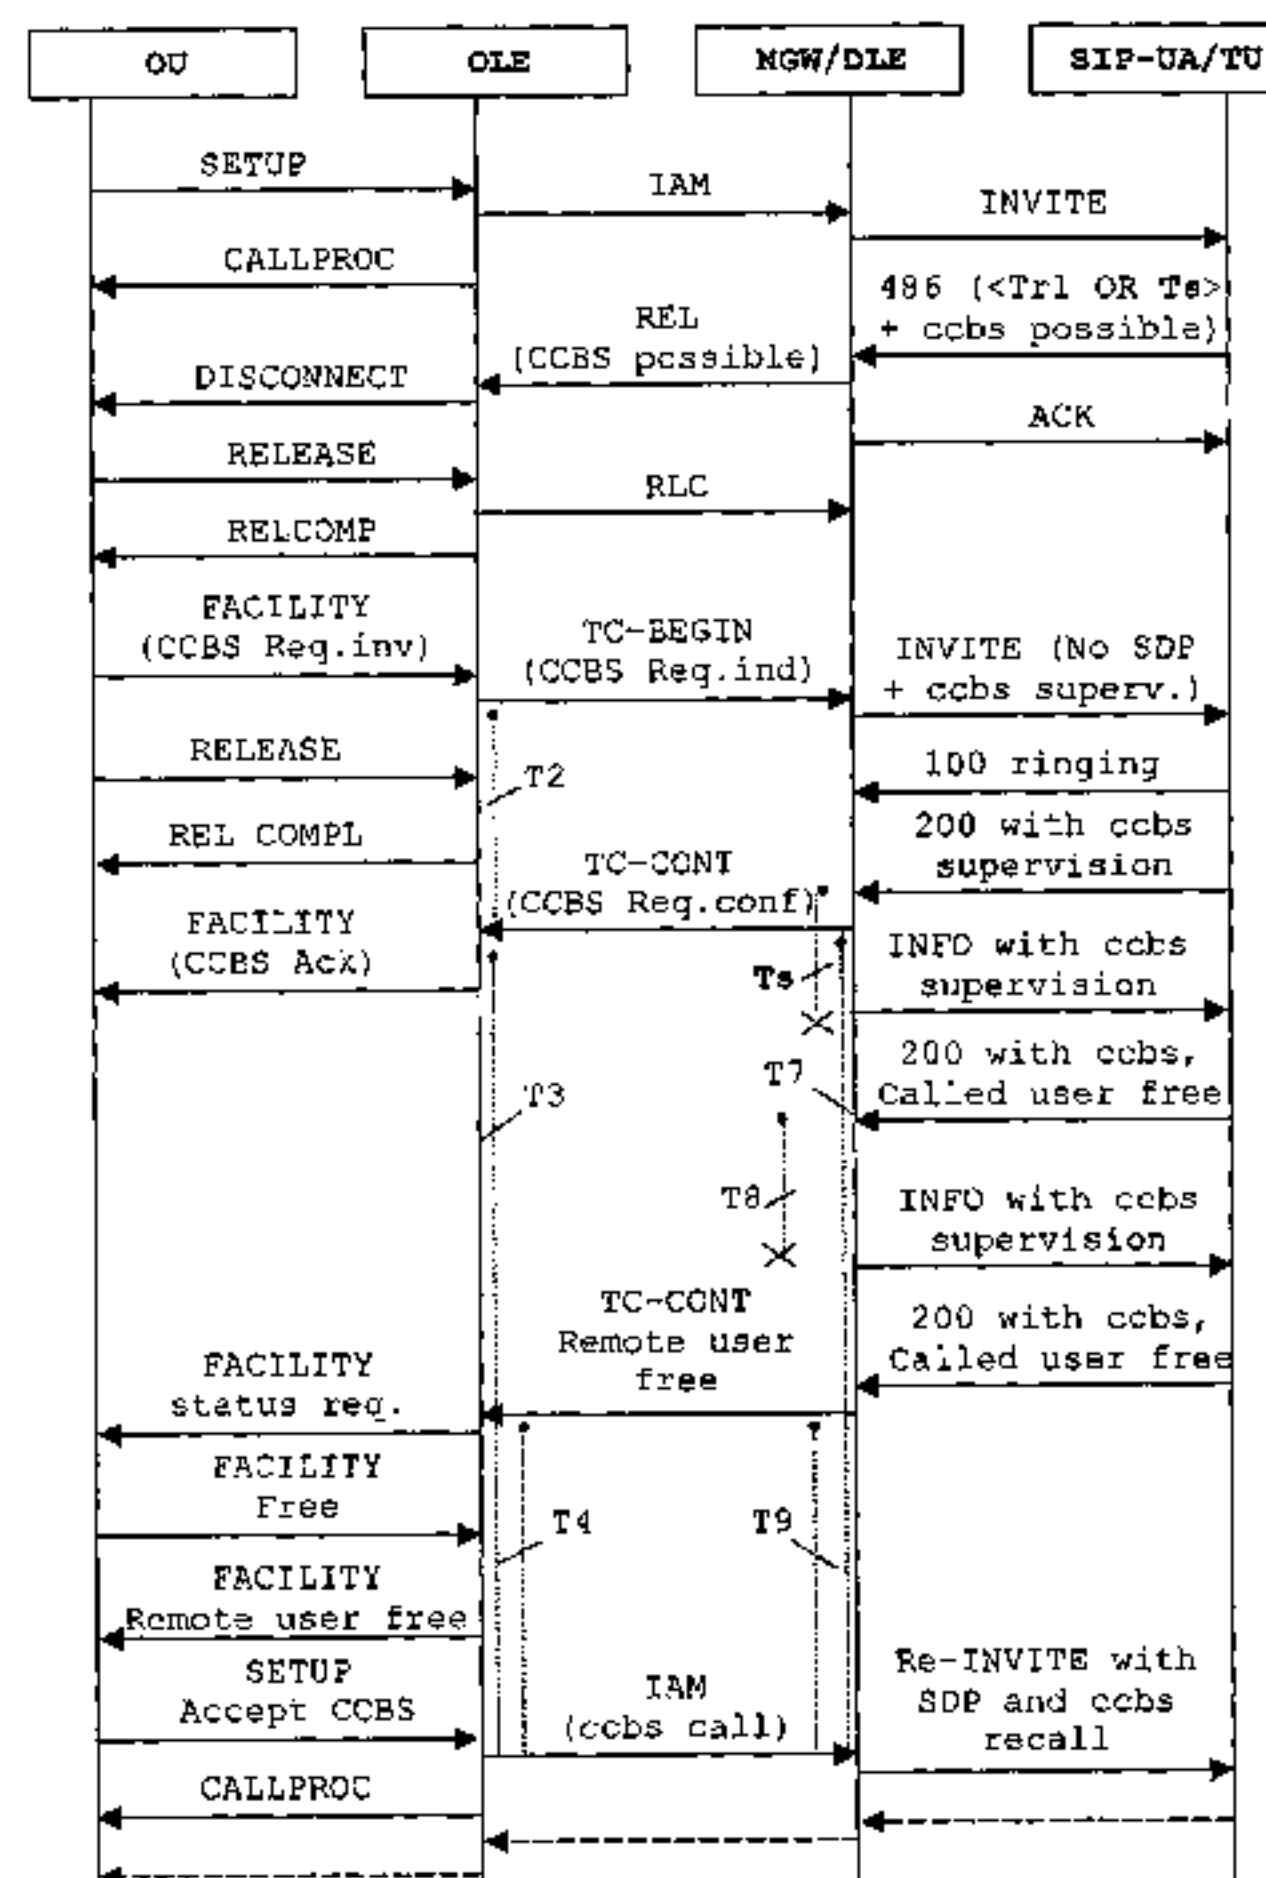 OU
OLE
NGW/DLE
SIP-UA/TU
SETUP
IAM
INVITE
CALLPROC
486 (<Trl OR Ts>
+ ccbs possible)
REL
(CCBS possible)
DISCONNECT
ACK
RELEASE
RLC
RELCOMP
FACILITY
(CCBS Req.inv)
TC-BEGIN
(CCBS Req.ind)
INVITE (No SDP
+ ccbs superv.)
RELEASE
T2
100 ringing
REL COMPL
200 with ccbs
supervision
TC-CONT
(CCBS Req.conf)
FACILITY
(CCBS Ack)
Ts
INFO with ccbs
supervision
T3
T7
200 with ccbs,
Called user free
T8
INFO with ccbs
supervision
TC-CONT
Remote user
free
200 with ccbs,
Called user free
FACILITY
status req.
FACILITY
Free
T4
T9
FACILITY
Remote user free
SETUP
Accept CCBS
IAM
(ccbs call)
Re-INVITE with
SDP and ccbs
recall
CALLPROC